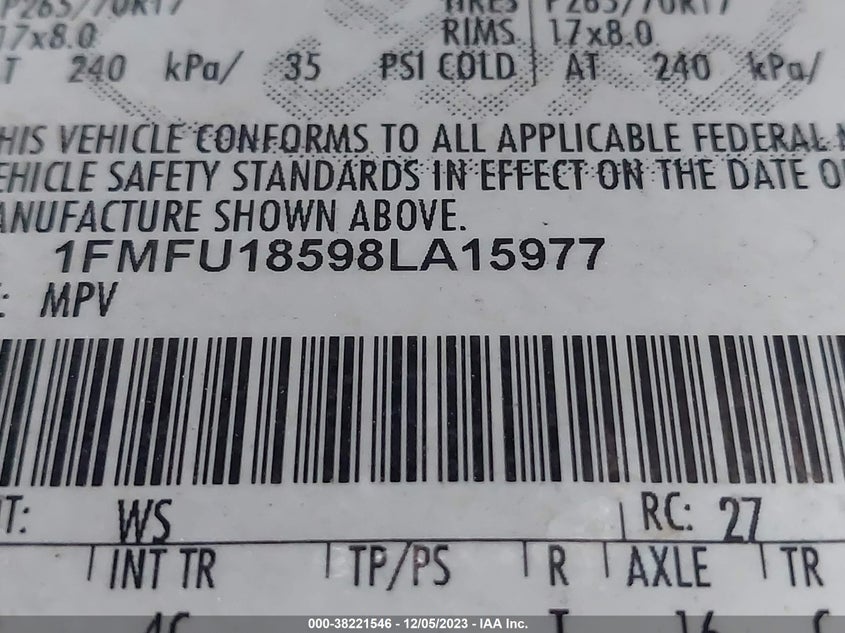 P265/70R17 TIRES P265/70R17
17x8.0 RIMS 17x8.0
AT 240 kPa/ 35 PSI COLD AT 240 kPa/
HIS VEHICLE CONFORMS TO ALL APPLICABLE FEDERAL
EHICLE SAFETY STANDARDS IN EFFECT ON THE DATE O
ANUFACTURE SHOWN ABOVE.
1FMFU18598LA15977
: MPV
T: WS RC: 27
INT TR TP/PS R AXLE TR
16
000-38221546 - 12/05/2023 - IAA Inc.